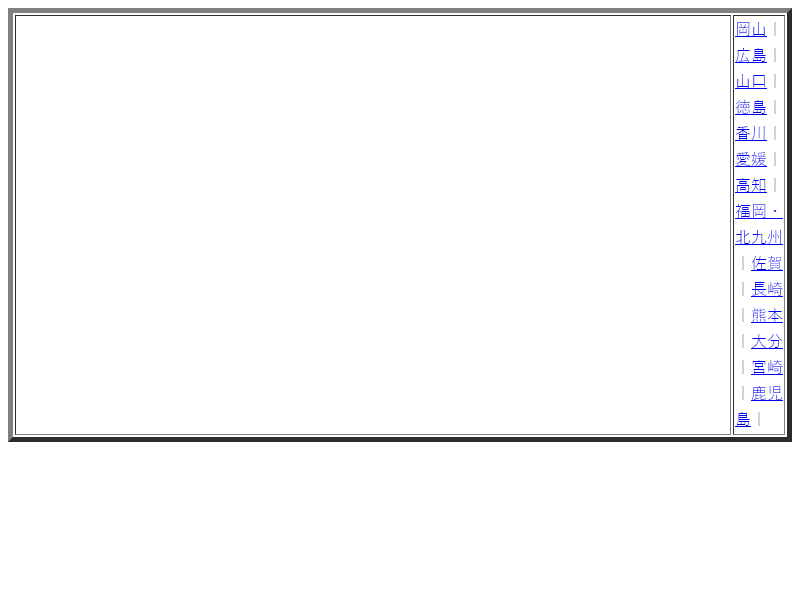 岡山｜
広島｜
山口｜
徳島｜
香川｜
愛媛｜
高知｜
福岡・
北九州
｜佐賀
｜長崎
｜熊本
｜大分
｜宮崎
｜鹿児
島｜